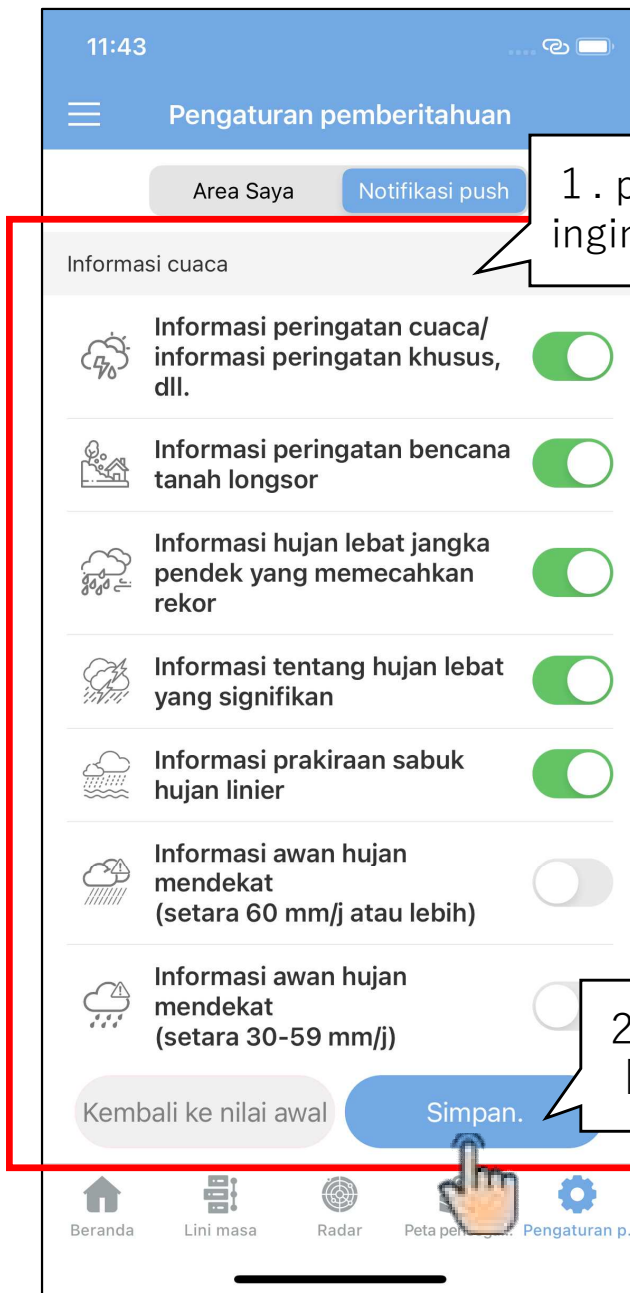 11:43
Pengaturan pemberitahuan
Area Saya
Notifikasi push
1.
Informasi cuaca
Informasi peringatan cuaca/
informasi peringatan khusus,
dll.
Informasi peringatan bencana
tanah longsor
Informasi hujan lebat jangka
pendek yang memecahkan
rekor
Informasi tentang hujan lebat
yang signifikan
Informasi prakiraan sabuk
hujan linier
Informasi awan hujan
mendekat
(setara 60 mm/j atau lebih)
Informasi awan hujan
mendekat
(setara 30-59 mm/j)
2
Kembali ke nilai awal
Simpan.
Beranda
Lini masa
Radar
Peta
Pengaturan p...